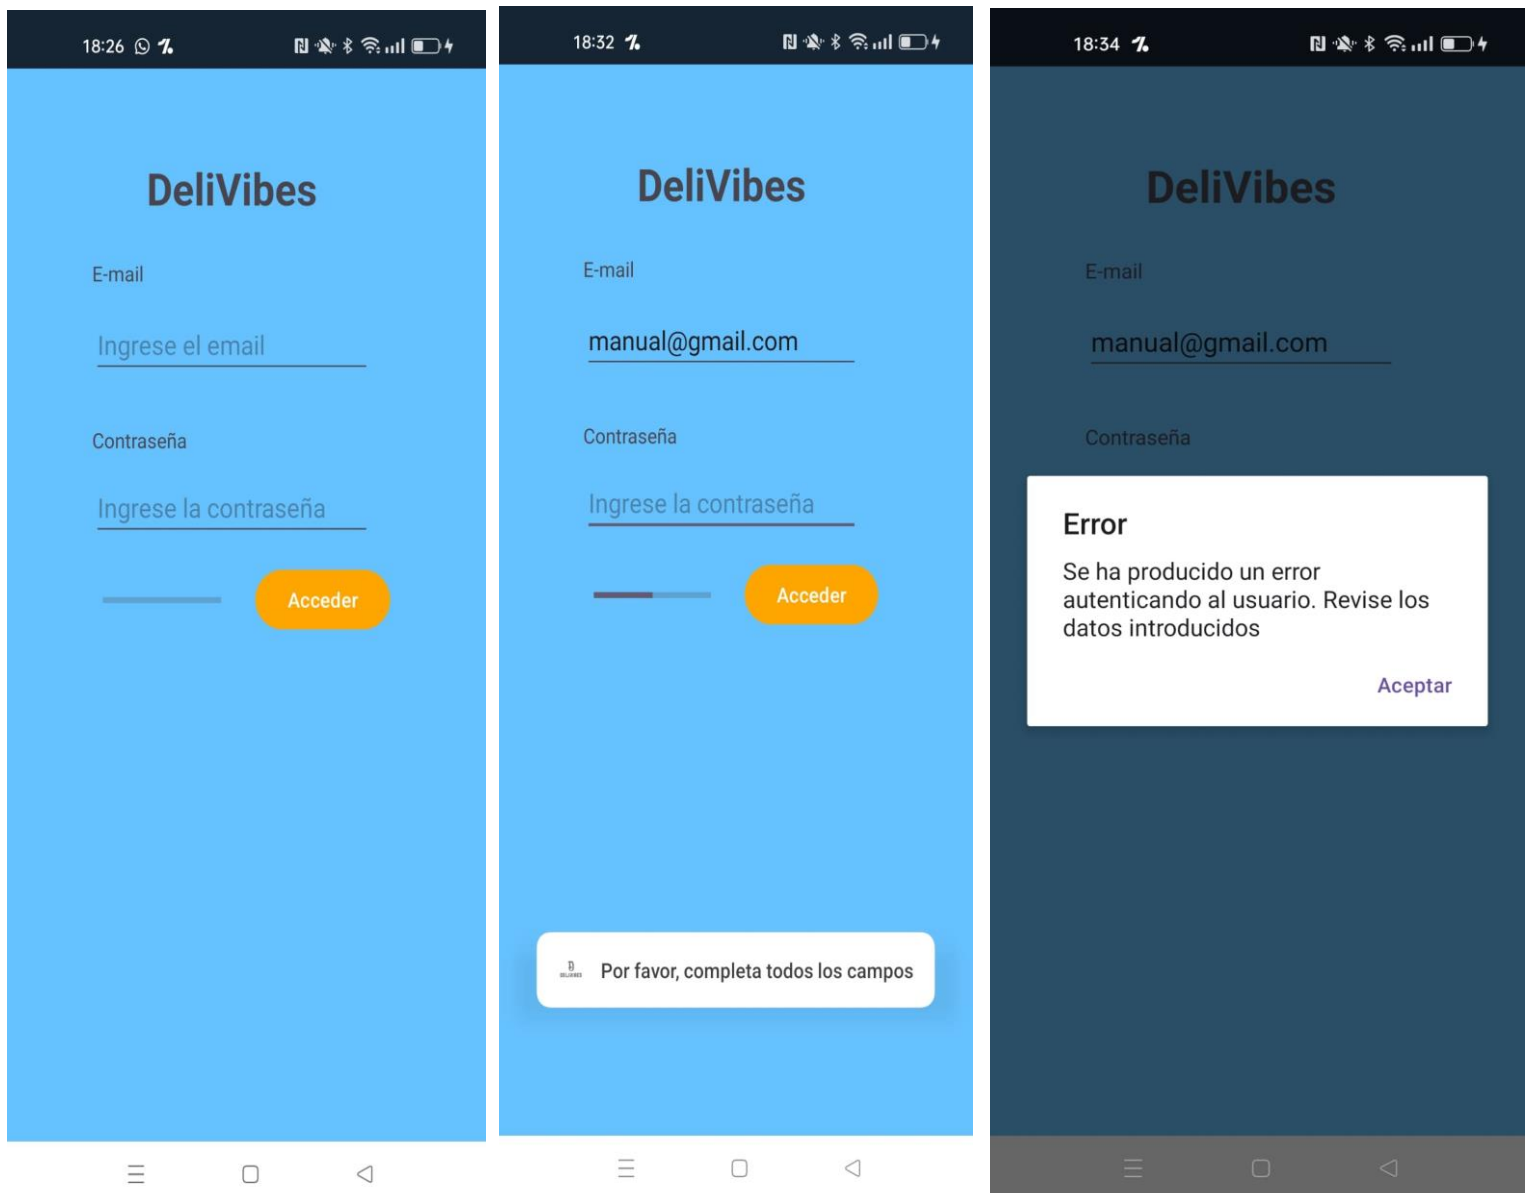 18:26
DeliVibes
E-mail
Ingrese el email
Contraseña
Ingrese la contraseña
Acceder
18:32
DeliVibes
E-mail
manual@gmail.com
Contraseña
Ingrese la contraseña
Acceder
DELIVIBES
Por favor, completa todos los campos
18:34
DeliVibes
E-mail
manual@gmail.com
Contraseña
Error
Se ha producido un error
autenticando al usuario. Revise los
datos introducidos
Aceptar